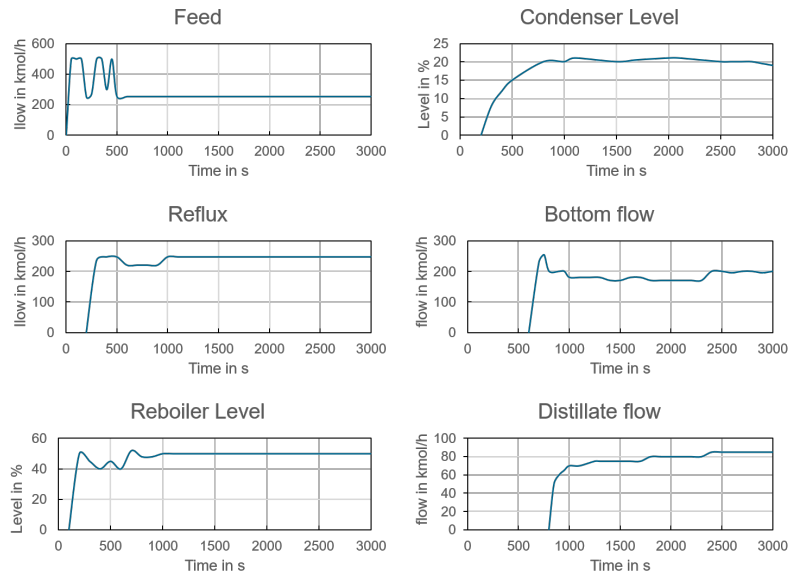 Feed
Ilow in kmol/h
600
400
200
0
0 500 1000 1500 2000 2500 3000
Time in s
Condenser Level
Level in %
25
20
15
10
5
0
0 500 1000 1500 2000 2500 3000
Time in s
Reflux
Ilow in kmol/h
300
200
100
0
0 500 1000 1500 2000 2500 3000
Time in s
Bottom flow
flow in kmol/h
300
200
100
0
0 500 1000 1500 2000 2500 3000
Time in s
Reboiler Level
Level in %
60
40
20
0
0 500 1000 1500 2000 2500 3000
Time in s
Distillate flow
flow in kmol/h
100
80
60
40
20
0
0 500 1000 1500 2000 2500 3000
Time in s